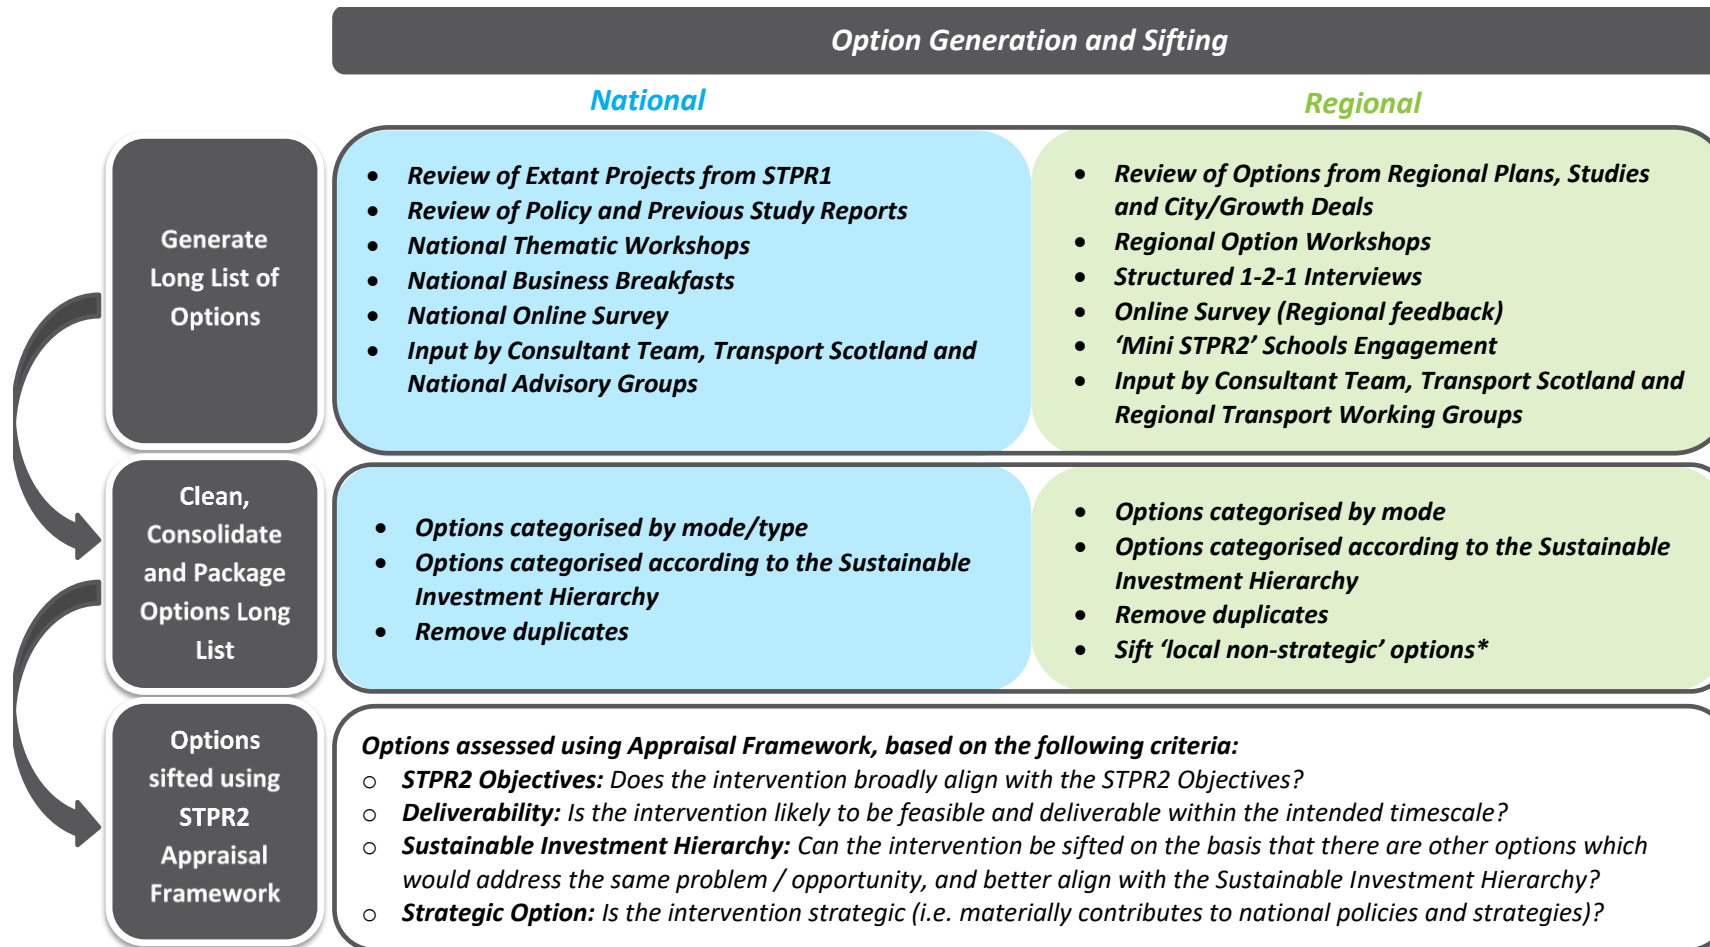 Option Generation and Sifting
National
Regional
Generate
Long List of
Options
• Review of Extant Projects from STPR1
• Review of Policy and Previous Study Reports
• National Thematic Workshops
• National Business Breakfasts
• National Online Survey
• Input by Consultant Team, Transport Scotland and
National Advisory Groups
• Review of Options from Regional Plans, Studies
and City/Growth Deals
• Regional Option Workshops
• Structured 1-2-1 Interviews
• Online Survey (Regional feedback)
• ‘Mini STPR2’ Schools Engagement
• Input by Consultant Team, Transport Scotland and
Regional Transport Working Groups
Clean,
Consolidate
and Package
Options Long
List
• Options categorised by mode/type
• Options categorised according to the Sustainable
Investment Hierarchy
• Remove duplicates
• Options categorised by mode
• Options categorised according to the Sustainable
Investment Hierarchy
• Remove duplicates
• Sift ‘local non-strategic’ options*
Options
sifted using
STPR2
Appraisal
Framework
Options assessed using Appraisal Framework, based on the following criteria:
o STPR2 Objectives: Does the intervention broadly align with the STPR2 Objectives?
o Deliverability: Is the intervention likely to be feasible and deliverable within the intended timescale?
o Sustainable Investment Hierarchy: Can the intervention be sifted on the basis that there are other options which
would address the same problem / opportunity, and better align with the Sustainable Investment Hierarchy?
o Strategic Option: Is the intervention strategic (i.e. materially contributes to national policies and strategies)?